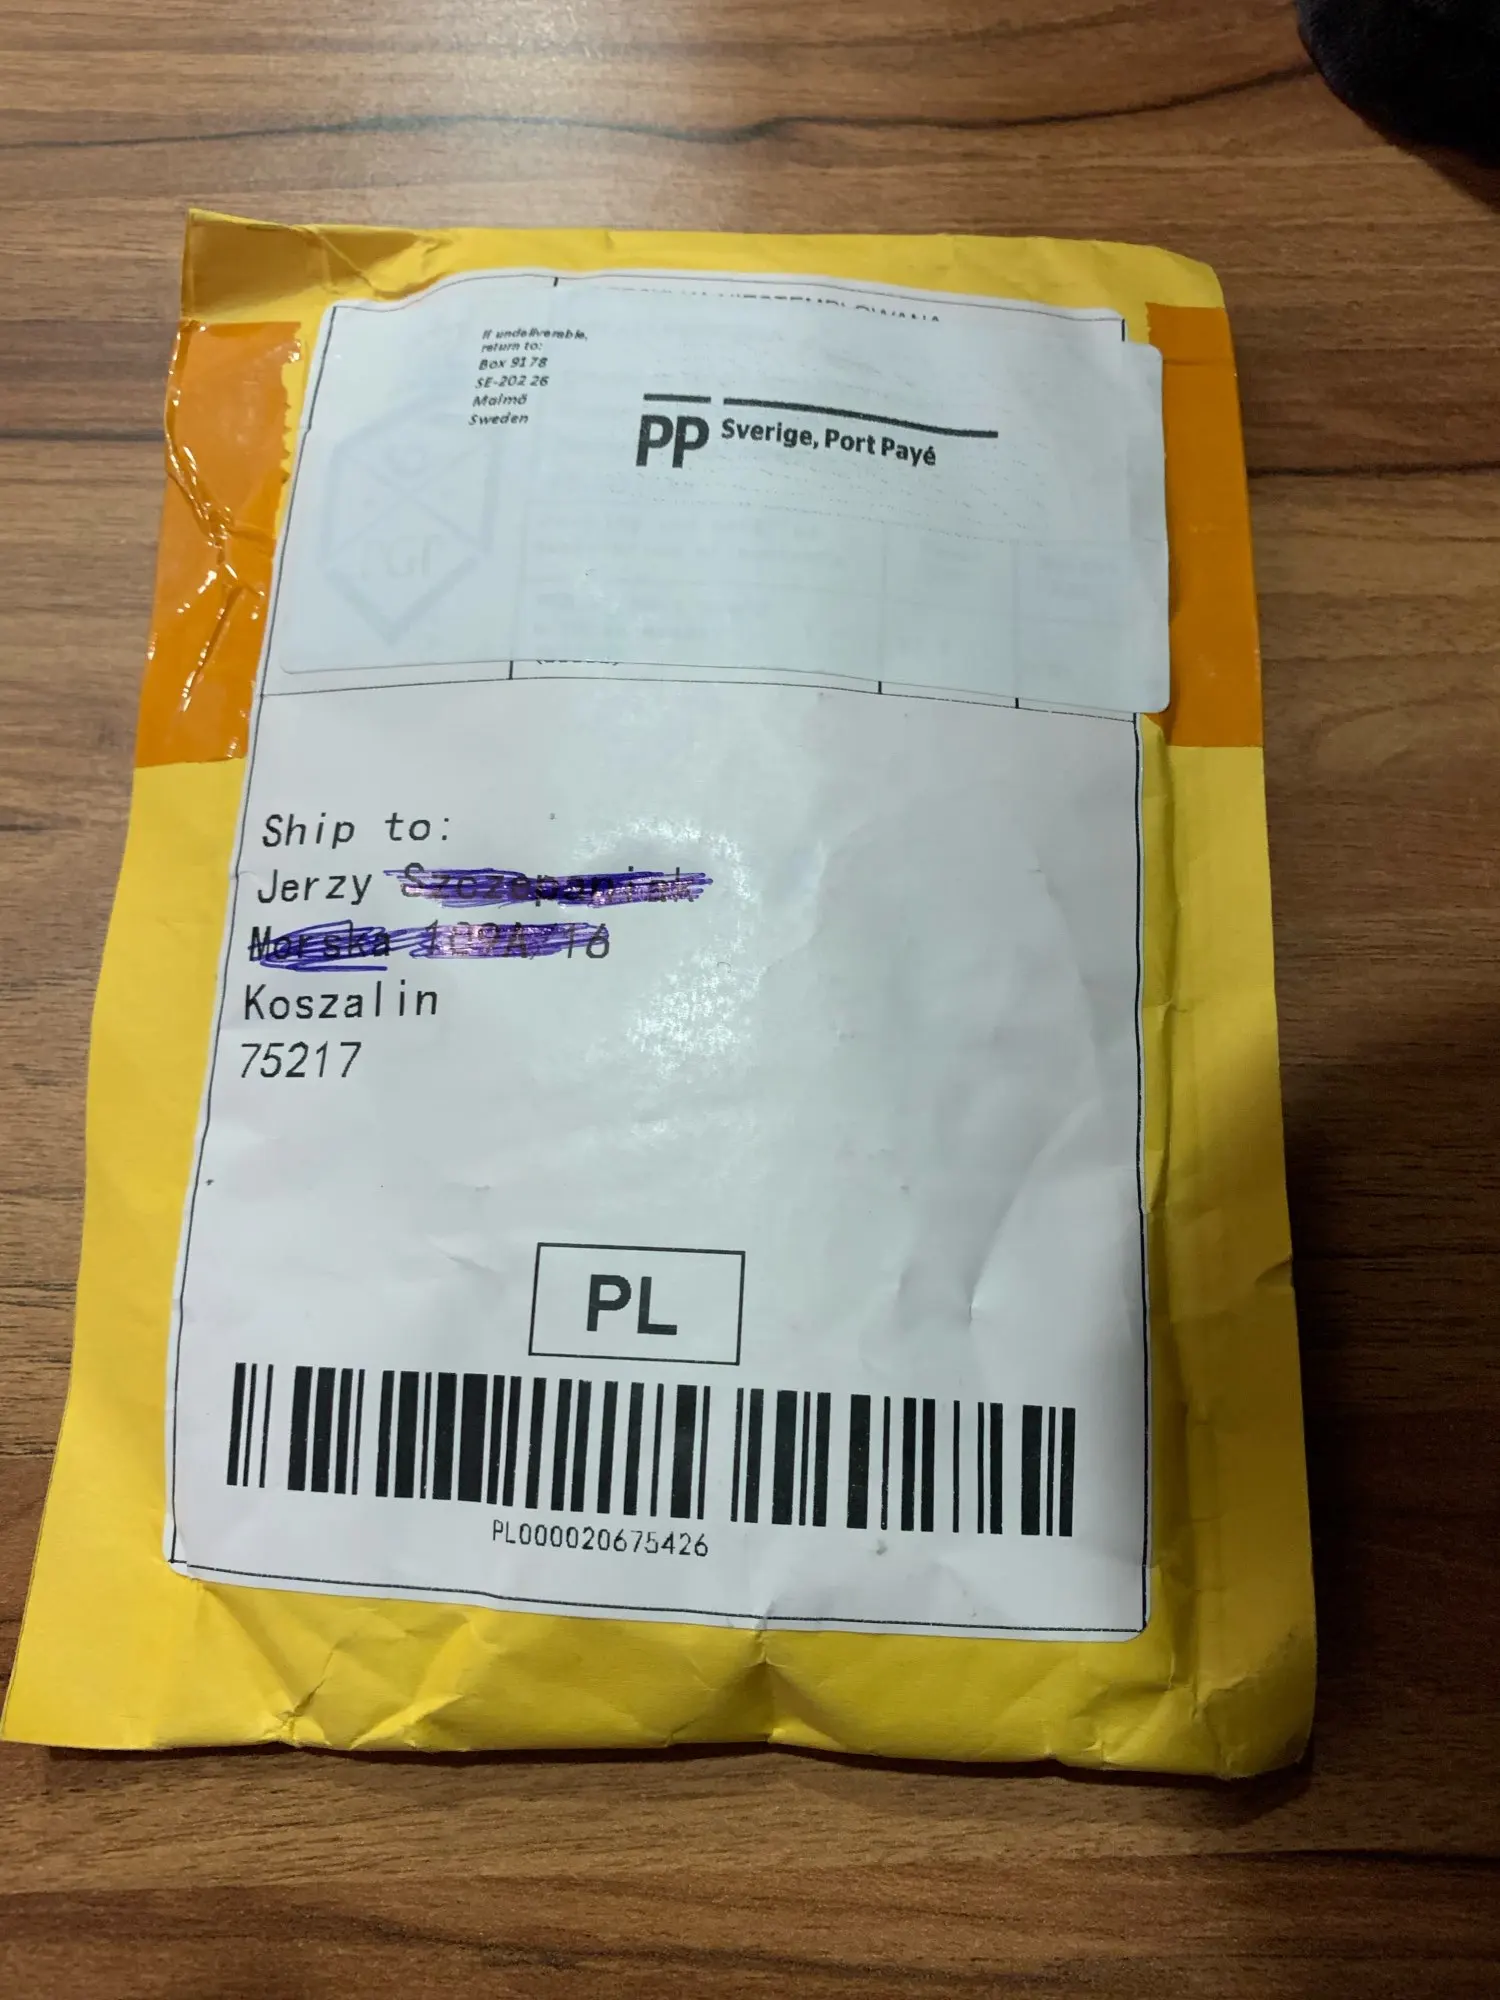 If undeliverable,
return to:
Box 9178
SE-202 26
Malmö
Sweden
PP Sverige, Port Payé
Ship to:
Jerzy
Koszalin
75217
PL
PL000020675426